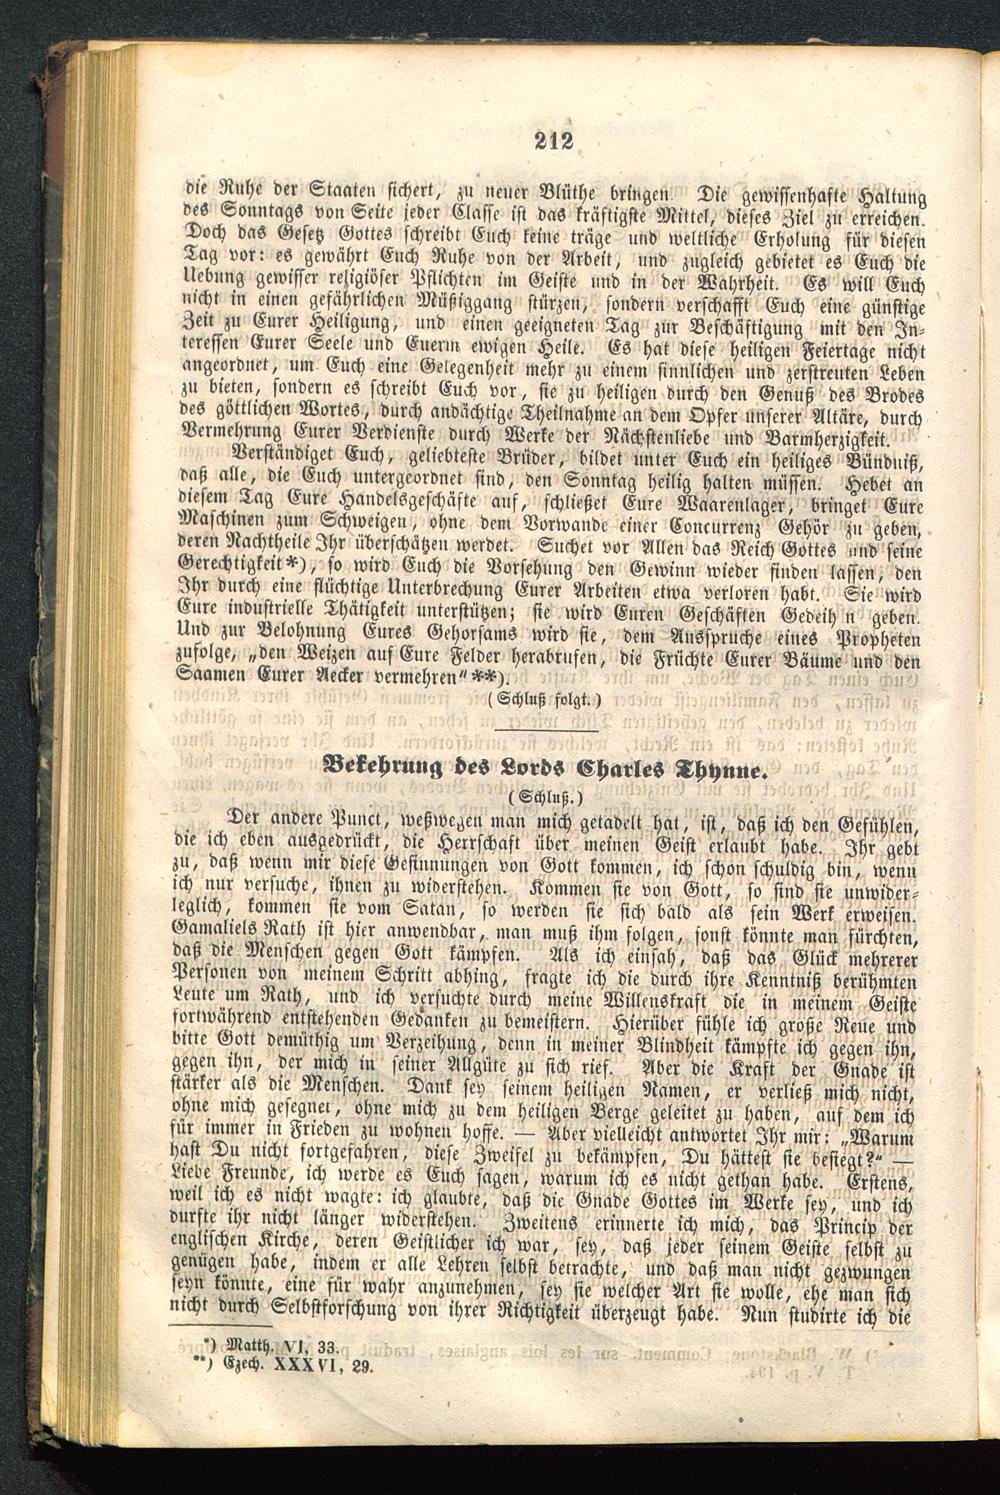 212
die Ruhe der Staaten sichert, zu neuer Blüthe bringen. Die gewissenhafte Haltung
des Sonntags von Seite jeder Classe ist das kräftigste Mittel, dieses Ziel zu erreichen.
Doch das Gesetz Gottes schreibt Euch keine träge und weltliche Erholung für diesen
Tag vor: es gewährt Euch Ruhe von der Arbeit, und zugleich gebietet es Euch die
Uebung gewisser religiöser Pflichten im Geiste und in der Wahrheit. Es will Euch
nicht in einen gefährlichen Müßiggang stürzen, sondern verschafft Euch eine günstige
Zeit zu Eurer Heiligung, und einen geeigneten Tag zur Beschäftigung mit den In-
teressen Eurer Seele und Euerm ewigen Heile. Es hat diese heiligen Feiertage nicht
angeordnet, um Euch eine Gelegenheit mehr zu einem sinnlichen und zerstreuten Leben
zu bieten, sondern es schreibt Euch vor, sie zu heiligen durch den Genuß des Brodes
des göttlichen Wortes, durch andächtige Theilnahme an dem Opfer unserer Altäre, durch
Vermehrung Eurer Verdienste durch Werke der Nächstenliebe und Barmherzigkeit.
Verständiget Euch, geliebteste Brüder, bildet unter Euch ein heiliges Bündniß,
daß alle, die Euch untergeordnet sind, den Sonntag heilig halten müssen. Hebet an
diesem Tag Eure Handelsgeschäfte auf, schließet Eure Waarenlager, bringet Eure
Maschinen zum Schweigen, ohne dem Vorwande einer Concurrenz Gehör zu geben,
deren Nachtheile Ihr überschätzen werdet. Suchet vor Allen das Reich Gottes und seine
Gerechtigkeit*), so wird Euch die Vorsehung den Gewinn wieder finden lassen, den
Ihr durch eine flüchtige Unterbrechung Eurer Arbeiten etwa verloren habt. Sie wird
Eure industrielle Thätigkeit unterstützen; sie wird Euren Geschäften Gedeih n geben.
Und zur Belohnung Eures Gehorsams wird sie, dem Ausspruche eines Propheten
zufolge, „den Weizen auf Eure Felder herabrufen, die Früchte Eurer Bäume und den
Saamen Eurer Aecker vermehren“**).
(Schluß folgt.)
Bekehrung des Lords Charles Thynne.
(Schluß.)
Der andere Punct, weßwegen man mich getadelt hat, ist, daß ich den Gefühlen,
die ich eben ausgedrückt, die Herrschaft über meinen Geist erlaubt habe. Ihr gebt
zu, daß wenn mir diese Gesinnungen von Gott kommen, ich schon schuldig bin, wenn
ich nur versuche, ihnen zu widerstehen. Kommen sie von Gott, so sind sie unwider-
leglich, kommen sie vom Satan, so werden sie sich bald als sein Werk erweisen.
Gamaliels Rath ist hier anwendbar, man muß ihm folgen, sonst könnte man fürchten,
daß die Menschen gegen Gott kämpfen. Als ich einsah, daß das Glück mehrerer
Personen von meinem Schritt abhing, fragte ich die durch ihre Kenntniß berühmten
Leute um Rath, und ich versuchte durch meine Willenskraft die in meinem Geiste
fortwährend entstehenden Gedanken zu bemeistern. Hierüber fühle ich große Reue und
bitte Gott demüthig um Verzeihung, denn in meiner Blindheit kämpfte ich gegen ihn,
gegen ihn, der mich in seiner Allgüte zu sich rief. Aber die Kraft der Gnade ist
stärker als die Menschen. Dank sey seinem heiligen Namen, er verließ mich nicht,
ohne mich gesegnet, ohne mich zu dem heiligen Berge geleitet zu haben, auf dem ich
für immer in Frieden zu wohnen hoffe. — Aber vielleicht antwortet Ihr mir: „Warum
hast Du nicht fortgefahren, diese Zweifel zu bekämpfen, Du hättest sie besiegt?“ —
Liebe Freunde, ich werde es Euch sagen, warum ich es nicht gethan habe. Erstens,
weil ich es nicht wagte: ich glaubte, daß die Gnade Gottes im Werke sey, und ich
durfte ihr nicht länger widerstehen. Zweitens erinnerte ich mich, das Princip der
englischen Kirche, deren Geistlicher ich war, sey, daß jeder seinem Geiste selbst zu
genügen habe, indem er alle Lehren selbst betrachte, und daß man nicht gezwungen
seyn könnte, eine für wahr anzunehmen, sey sie welcher Art sie wolle, ehe man sich
nicht durch Selbstforschung von ihrer Richtigkeit überzeugt habe. Nun studirte ich die
*) Matth. VI, 33.
**) Ezech. XXXVI, 29.